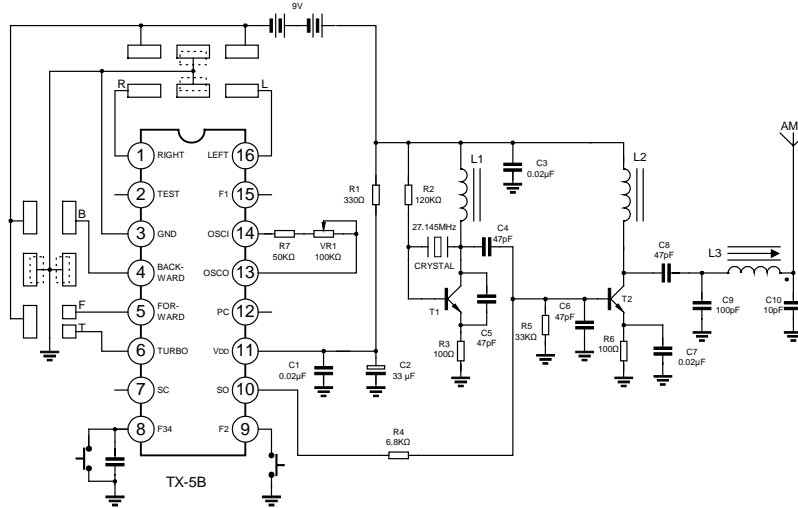 9V
AM
R
L
1
RIGHT
LEFT
16
2
TEST
F1
15
3
GND
OSCI
14
4
BACK-
WARD
OSCO
13
5
FOR-
WARD
PC
12
6
TURBO
VDD
11
7
SC
SO
10
8
F34
F2
9
TX-5B
B
F
T
R7
50KΩ
VR1
100KΩ
R1
330Ω
R2
120KΩ
L1
C3
0.02µF
L2
27.145MHz
CRYSTAL
C4
47pF
C8
47pF
L3
T1
C5
47pF
R3
100Ω
R5
33KΩ
C6
47pF
T2
R6
100Ω
C7
0.02µF
C9
100pF
C10
10pF
C1
0.02µF
C2
33 µF
R4
6.8KΩ